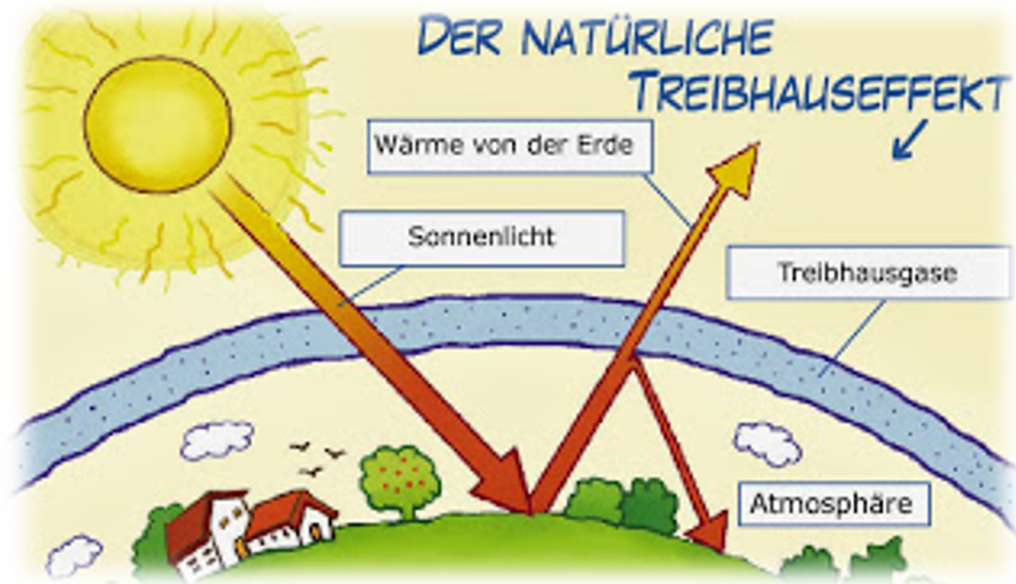 DER NATÜRLICHE
TREIBHAUSEFFEKT
Wärme von der Erde
Sonnenlicht
Treibhausgase
Atmosphäre